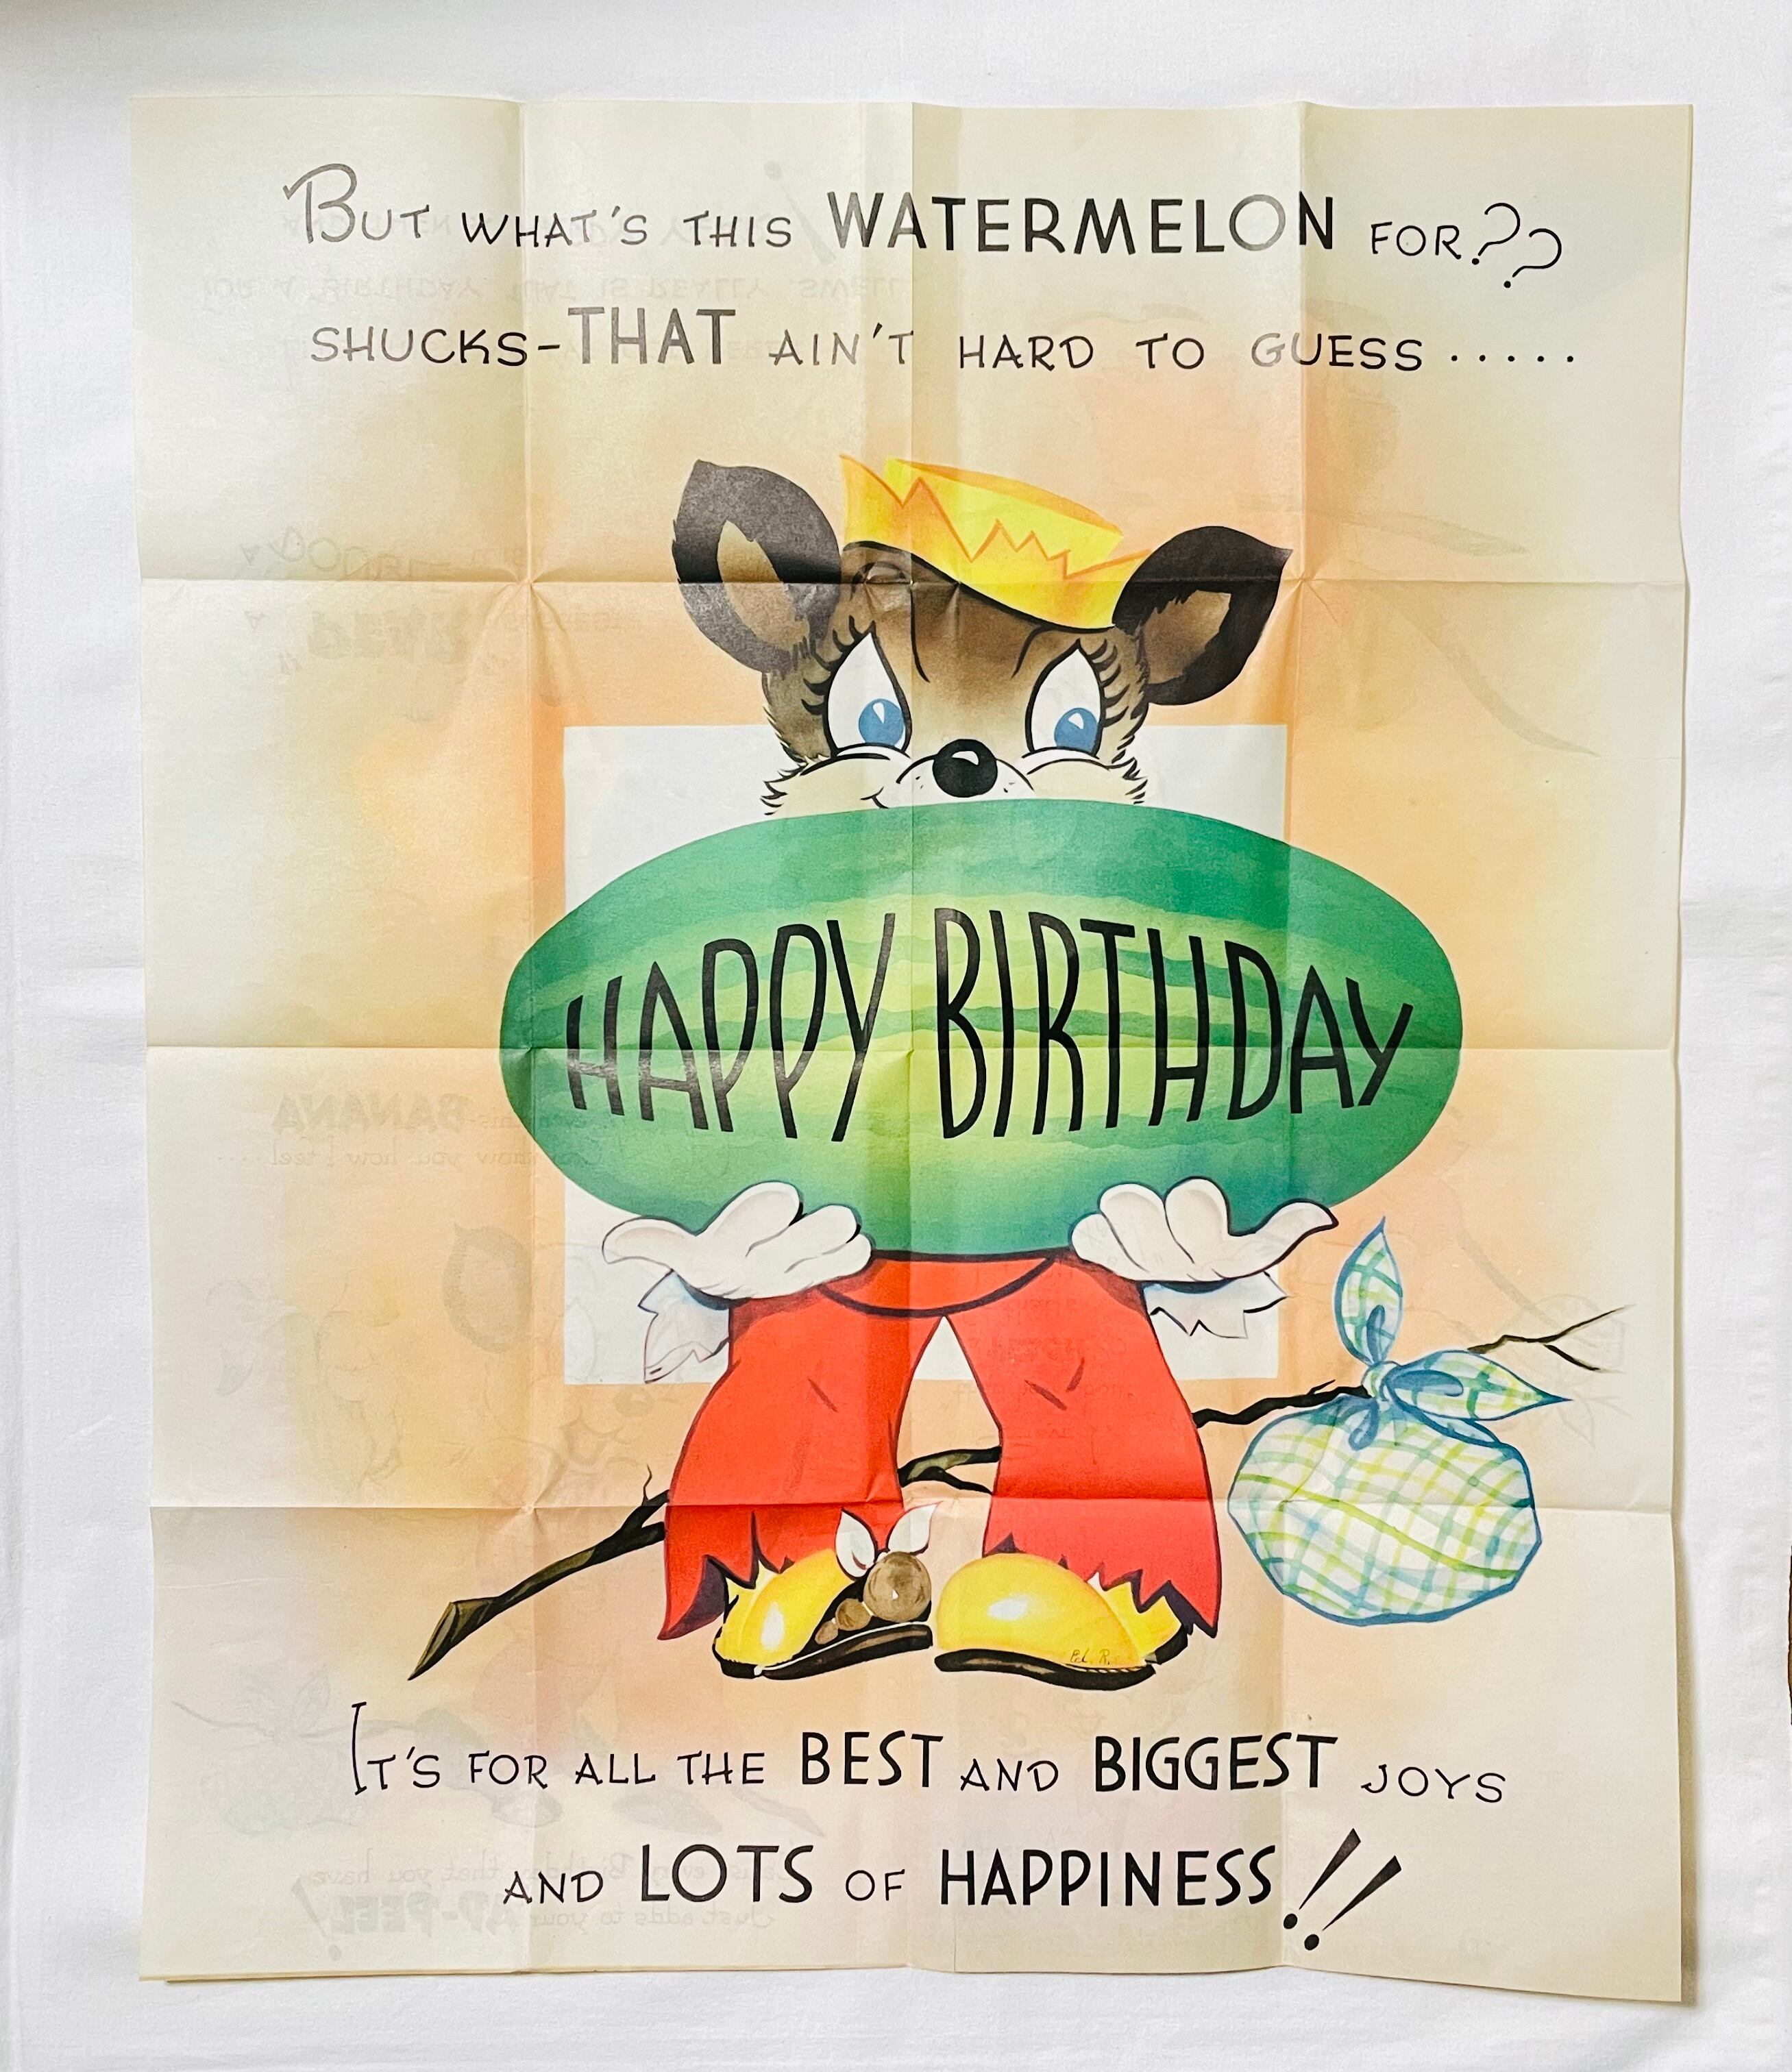 BUT WHAT'S THIS WATERMELON FOR??
SHUCKS-THAT AIN'T HARD TO GUESS .....
HAPPY BIRTHDAY
IT'S FOR ALL THE BEST AND BIGGEST JOYS
AND LOTS OF HAPPINESS!!